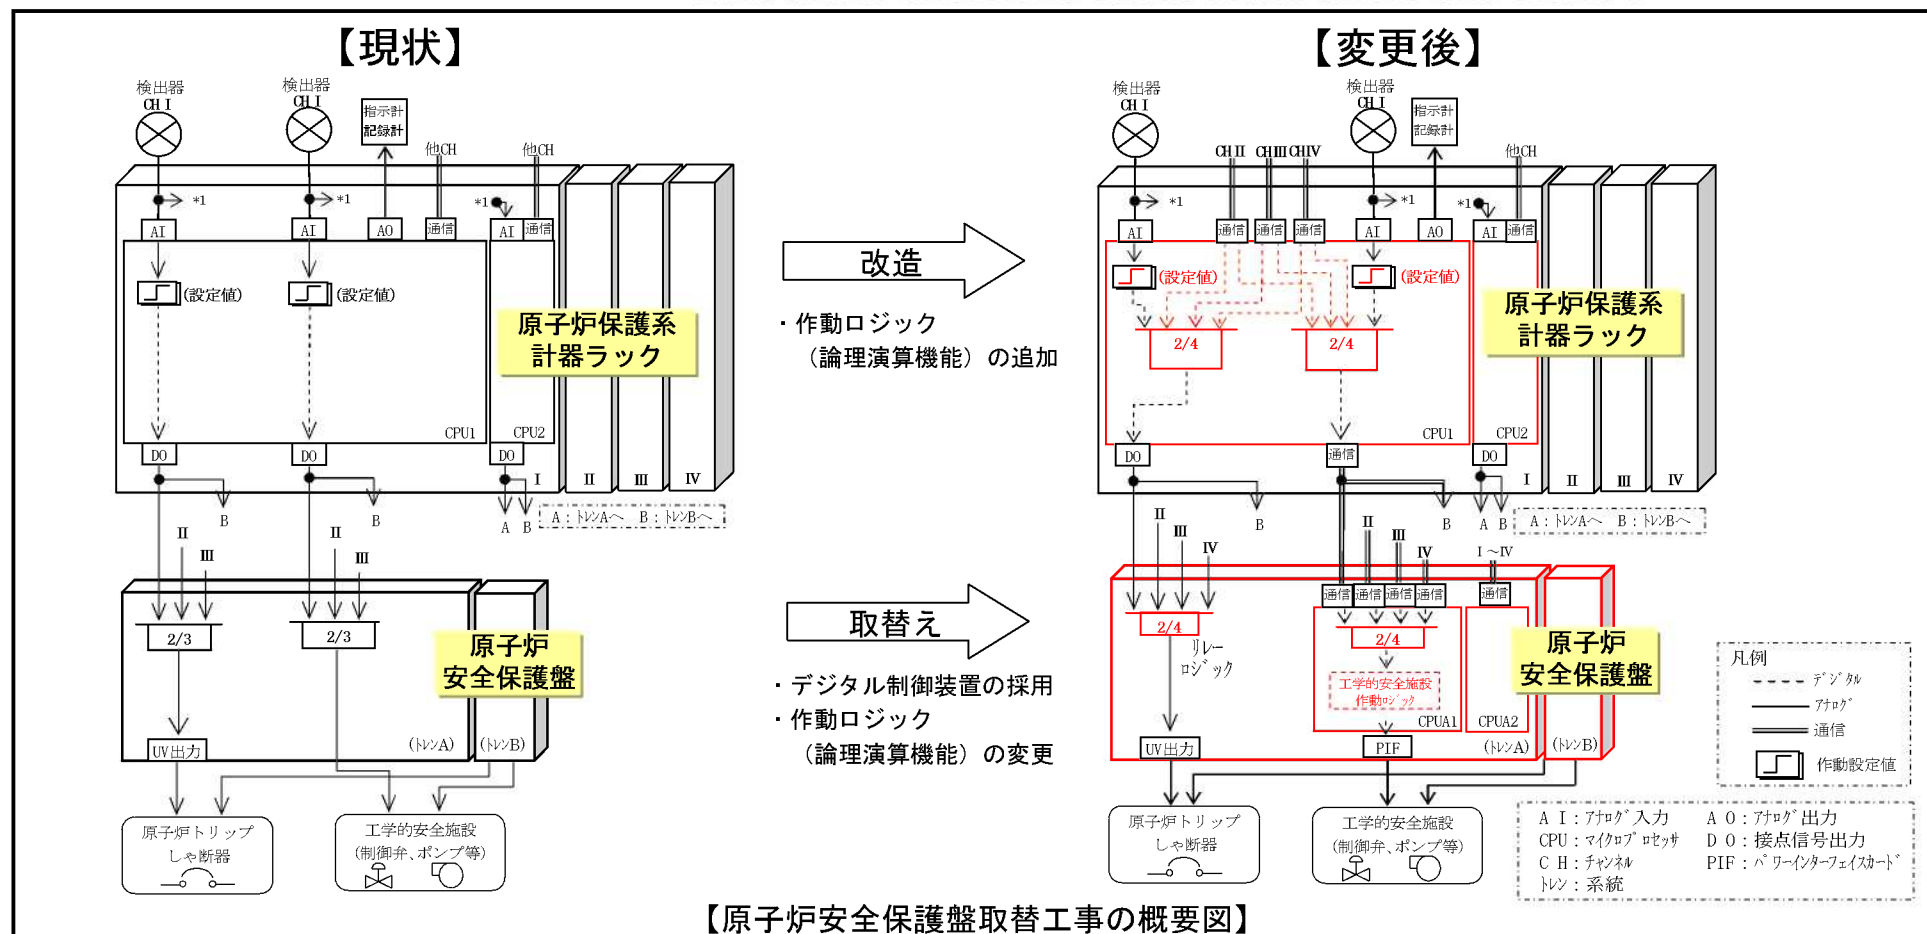 【現状】
検出器
CHⅠ
検出器
CHⅠ
指示計
記録計
他CH
他CH
*1
*1
*1
AI
AI
AO
通信
AI
通信
(設定値)
(設定値)
原子炉保護系
計器ラック
CPU1
CPU2
DO
DO
DO
Ⅰ
Ⅱ
Ⅲ
Ⅳ
B
B
A
B
A：トレンAへ B：トレンBへ
Ⅱ
Ⅲ
Ⅱ
Ⅲ
2/3
2/3
原子炉
安全保護盤
UV出力
(トレンA)
(トレンB)
原子炉トリップ
しゃ断器
工学的安全施設
(制御弁、ポンプ等)
改造
・作動ロジック
（論理演算機能）の追加
取替え
・デジタル制御装置の採用
・作動ロジック
（論理演算機能）の変更
【変更後】
検出器
CHⅠ
検出器
CHⅠ
指示計
記録計
CHⅡ
CHⅢ
CHⅣ
他CH
*1
*1
*1
AI
通信
通信
通信
AI
AO
AI
通信
(設定値)
(設定値)
2/4
2/4
原子炉保護系
計器ラック
CPU1
CPU2
DO
通信
DO
Ⅰ
Ⅱ
Ⅲ
Ⅳ
B
B
A
B
A：トレンAへ B：トレンBへ
Ⅱ
Ⅲ
Ⅳ
Ⅱ
Ⅲ
Ⅳ
Ⅰ～Ⅳ
通信
通信
通信
通信
通信
2/4
2/4
リレー
ロジック
工学的安全施設
作動ロジック
CPUA1
CPUA2
原子炉
安全保護盤
UV出力
PIF
(トレンA)
(トレンB)
原子炉トリップ
しゃ断器
工学的安全施設
(制御弁、ポンプ等)
凡例
デジタル
アナログ
通信
作動設定値
AI：アナログ入力 AO：アナログ出力
CPU：マイクロプロセッサ DO：接点信号出力
CH：チャンネル PIF：パワーインターフェイスカード
トレン：系統
【原子炉安全保護盤取替工事の概要図】